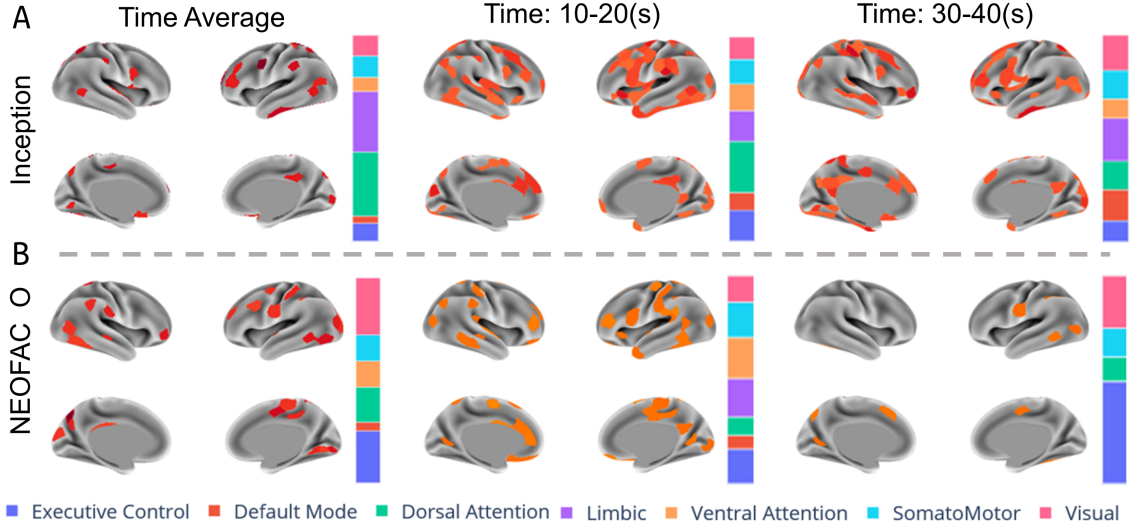 A
Time Average
Time: 10-20(s)
Time: 30-40(s)
Inception
B
NEOFAC O
Executive Control
Default Mode
Dorsal Attention
Limbic
Ventral Attention
SomatoMotor
Visual